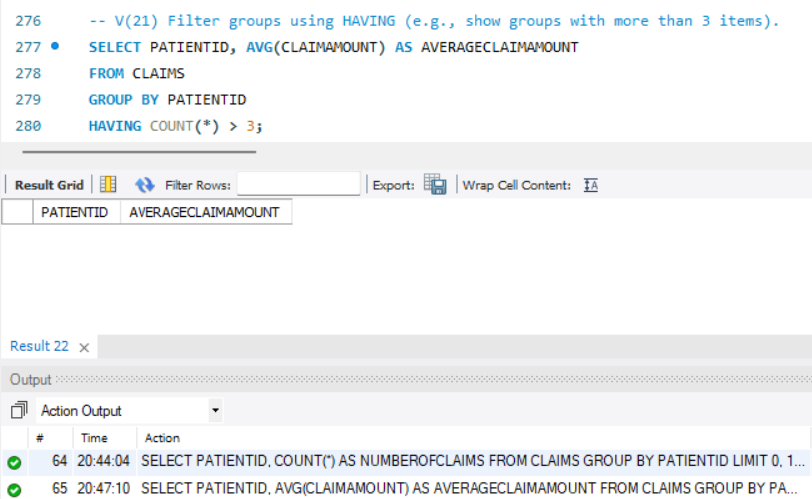 276 -- V(21) Filter groups using HAVING (e.g., show groups with more than 3 items).
277 SELECT PATIENTID, AVG(CLAIMAMOUNT) AS AVERAGECLAIMAMOUNT
278 FROM CLAIMS
279 GROUP BY PATIENTID
280 HAVING COUNT(*) > 3;
Result Grid Filter Rows: Export: Wrap Cell Content: IA
PATIENTID AVERAGECLAIMAMOUNT
Result 22 ×
Output
Action Output
# Time Action
64 20:44:04 SELECT PATIENTID, COUNT(*) AS NUMBEROFCLAIMS FROM CLAIMS GROUP BY PATIENTID LIMIT 0, 1...
65 20:47:10 SELECT PATIENTID, AVG(CLAIMAMOUNT) AS AVERAGECLAIMAMOUNT FROM CLAIMS GROUP BY PA...